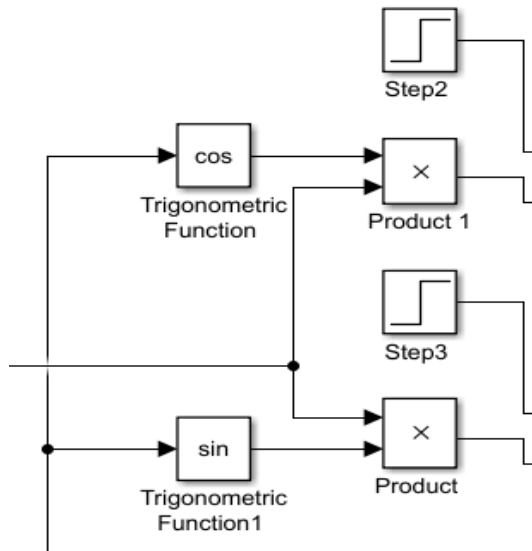 Step2
cos
×
Trigonometric
Function
Product 1
Step3
sin
×
Trigonometric
Function1
Product